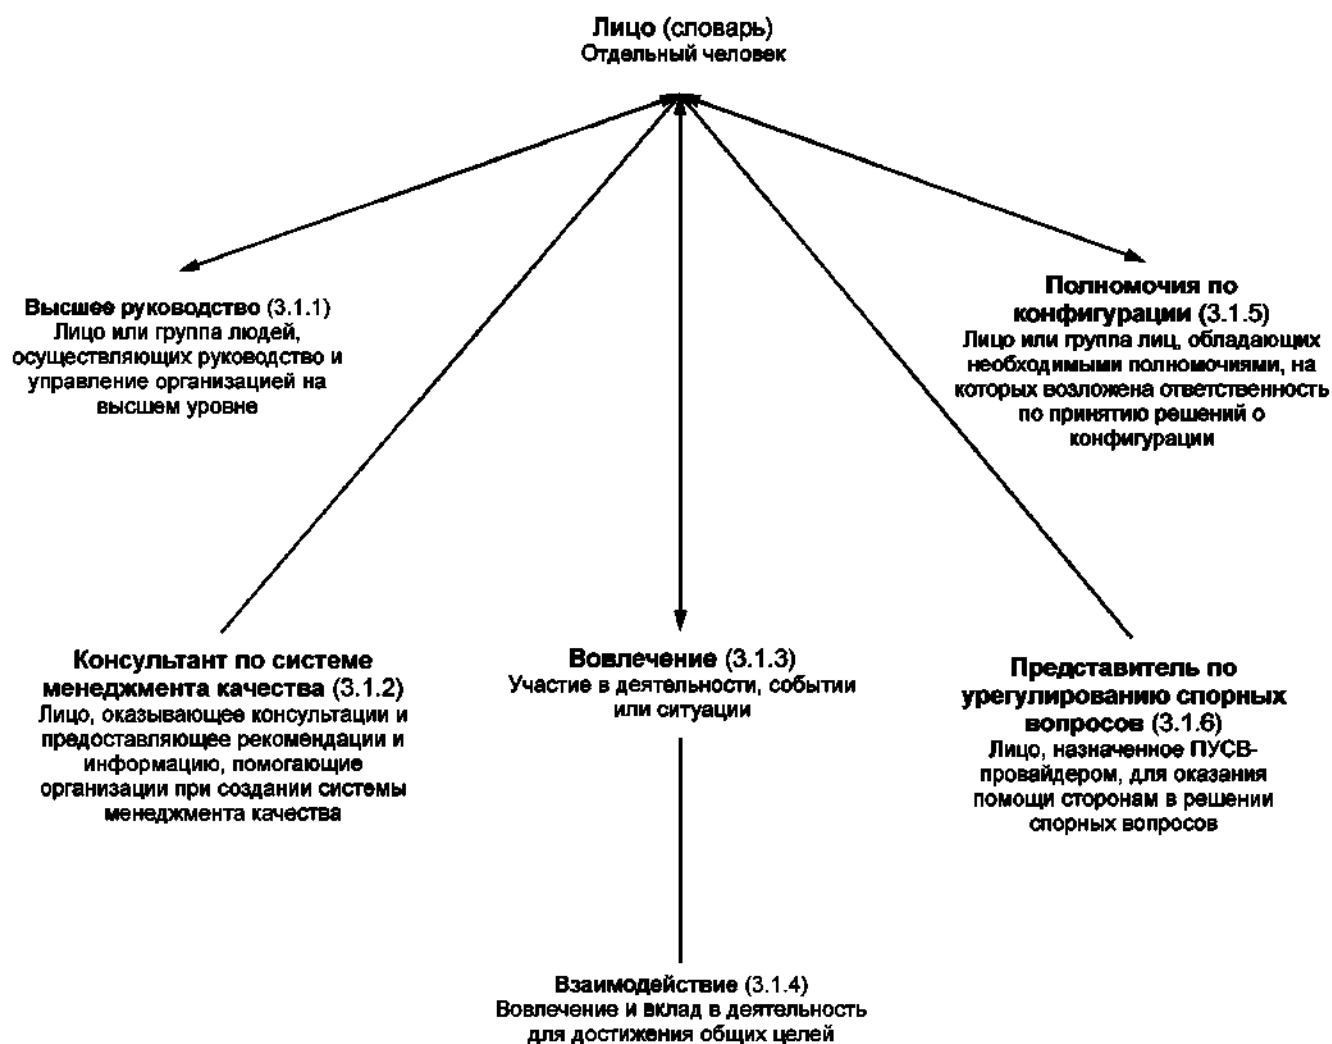 Лицо (словарь)
Отдельный человек
Высшее руководство (3.1.1)
Лицо или группа людей,
осуществляющих руководство и
управление организацией на
высшем уровне
Полномочия по
конфигурации (3.1.5)
Лицо или группа лиц, обладающих
необходимыми полномочиями, на
которых возложена ответственность
по принятию решений о
конфигурации
Консультант по системе
менеджмента качества (3.1.2)
Лицо, оказывающее консультации и
предоставляющее рекомендации и
информацию, помогающие
организации при создании системы
менеджмента качества
Вовлечение (3.1.3)
Участие в деятельности, событии
или ситуации
Представитель по
урегулированию спорных
вопросов (3.1.6)
Лицо, назначенное ПУСВ-
провайдером, для оказания
помощи сторонам в решении
спорных вопросов
Взаимодействие (3.1.4)
Вовлечение и вклад в деятельность
для достижения общих целей